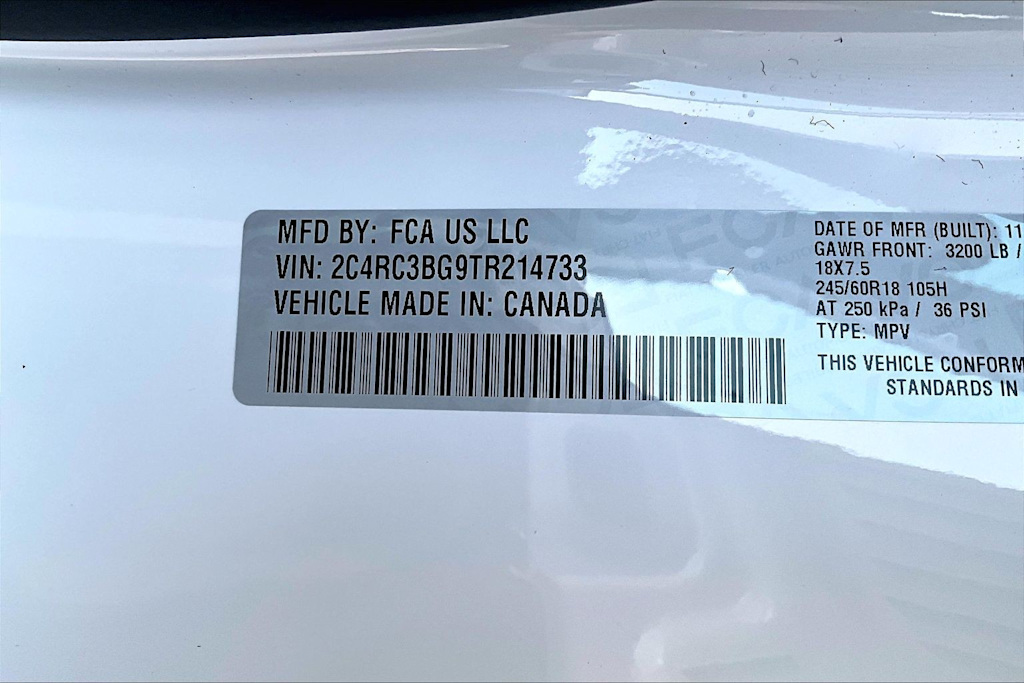 MFD BY: FCA US LLC
VIN: 2C4RC3BG9TR214733
VEHICLE MADE IN: CANADA
DATE OF MFR (BUILT): 11
GAWR FRONT: 3200 LB /
18X7.5
245/60R18 105H
AT 250 kPa / 36 PSI
TYPE: MPV
THIS VEHICLE CONFORM
STANDARDS IN